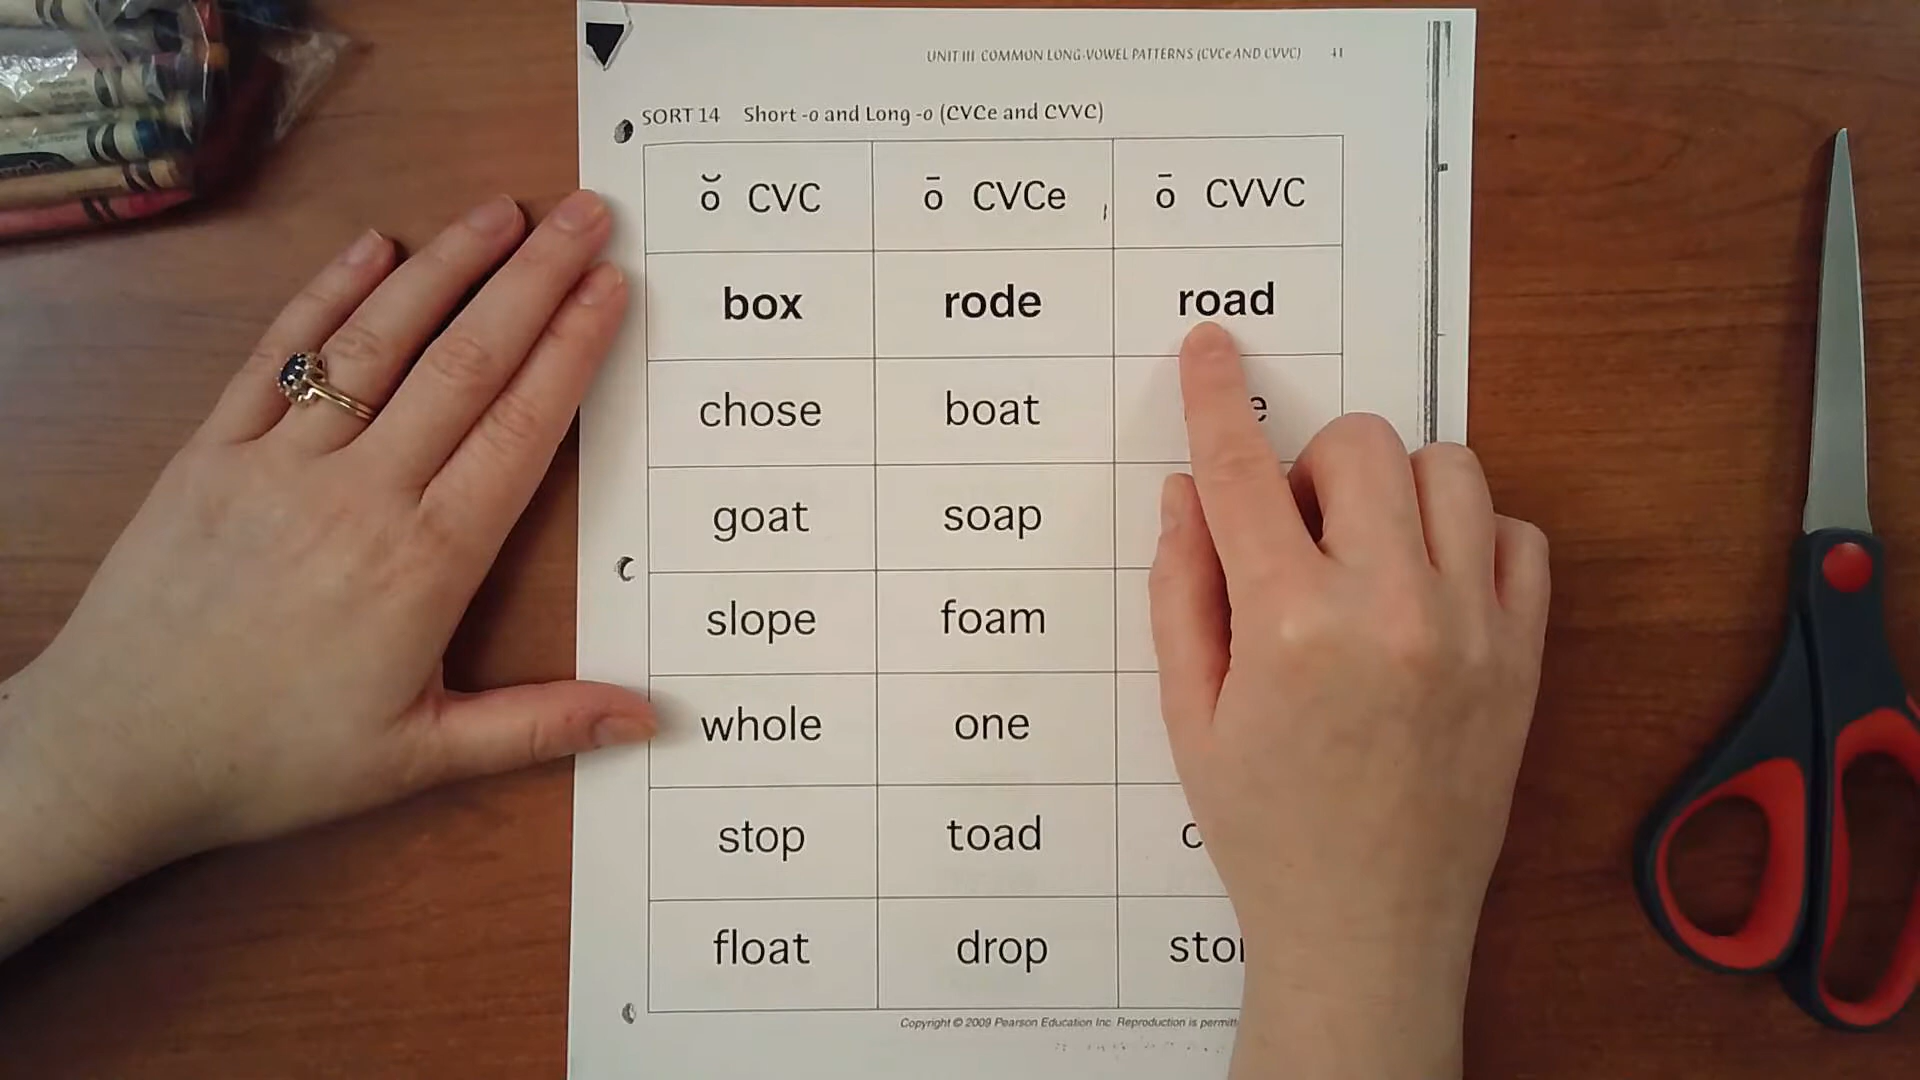 UNIT III COMMON LONG-VOWEL PATTERNS (CVCe AND CVVC) 41
SORT 14 Short -o and Long -o (CVCe and CVVC)
ŏ CVC ō CVCe ō CVVC
box rode road
chose boat
goat soap
slope foam
whole one
stop toad
float drop
Copyright © 2009 Pearson Education Inc. Reproduction is